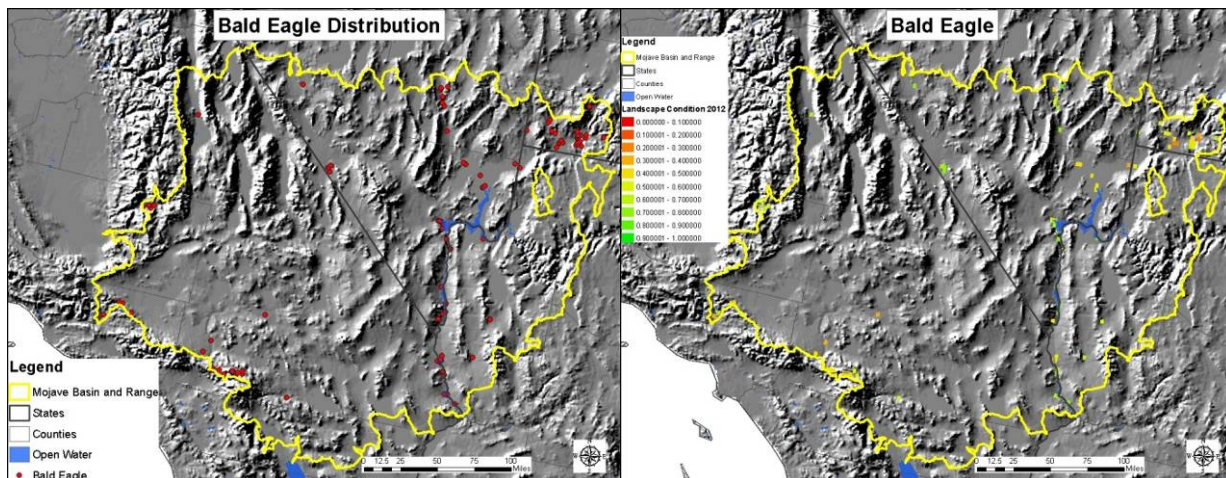 Bald Eagle Distribution
Legend
Mojave Basin and Range
States
Counties
Open Water
Bald Eagle
0 12.5 25 50 75 100
Miles
Bald Eagle
Legend
Mojave Basin and Range
States
Counties
Open Water
Landscape Condition 2012
0.000000 - 0.100000
0.100001 - 0.200000
0.200001 - 0.300000
0.300001 - 0.400000
0.400001 - 0.500000
0.500001 - 0.600000
0.600001 - 0.700000
0.700001 - 0.800000
0.800001 - 0.900000
0.900001 - 1.000000
0 12.5 25 50 75 100
Miles